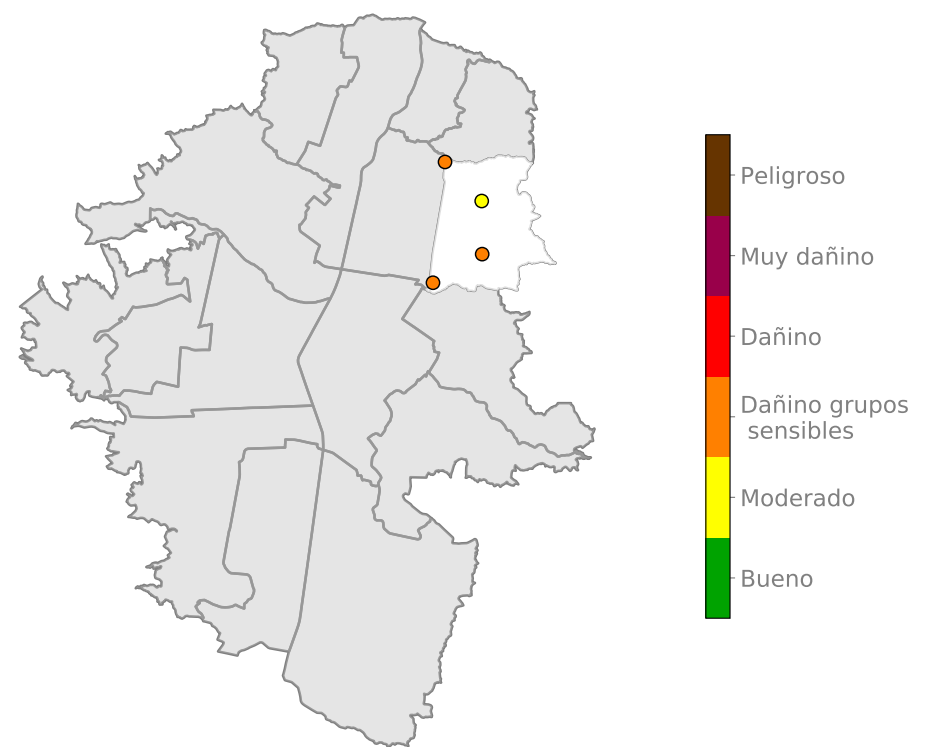 Peligroso
Muy dañino
Dañino
Dañino grupos
sensibles
Moderado
Bueno